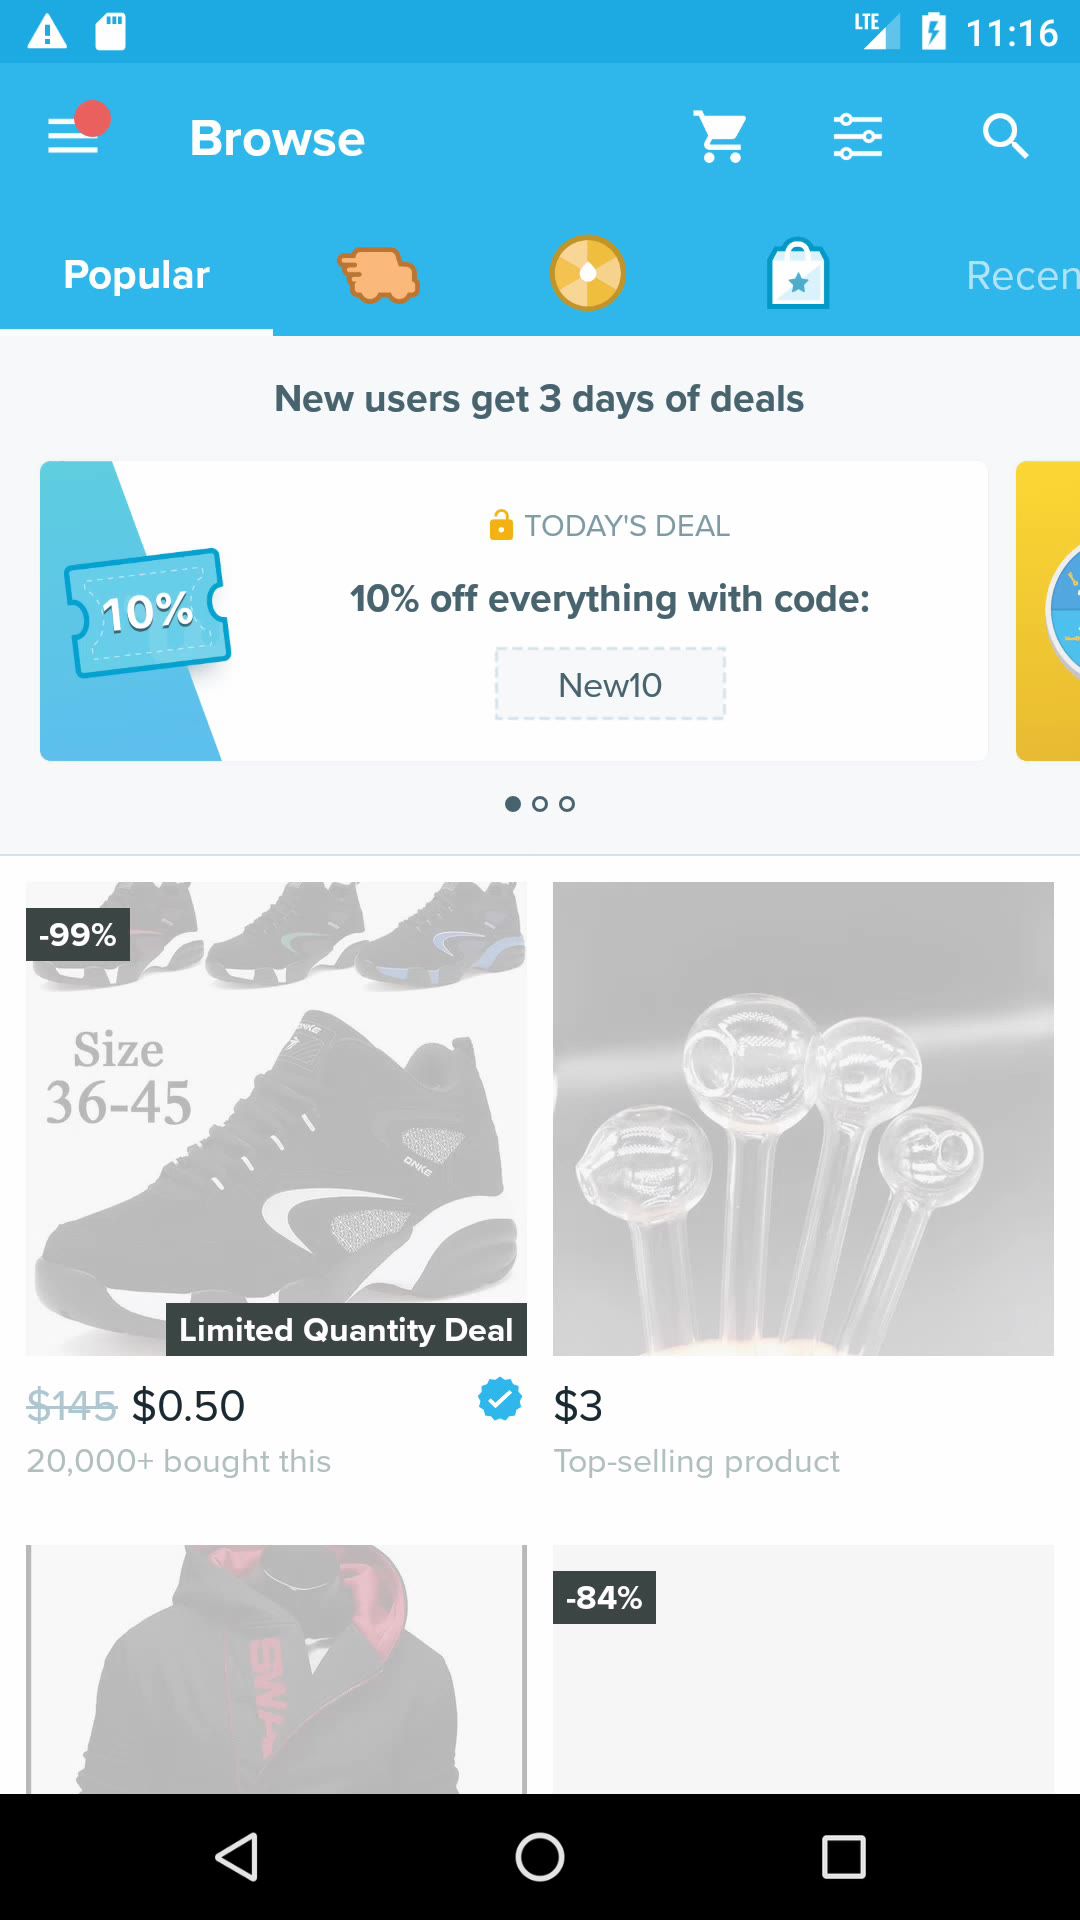 LTE 11:16
Browse
Popular
Recen
New users get 3 days of deals
TODAY'S DEAL
10%
10% off everything with code:
New10
-99%
Size
36-45
ONKE
ONKE
Limited Quantity Deal
$145 $0.50
20,000+ bought this
$3
Top-selling product
-84%